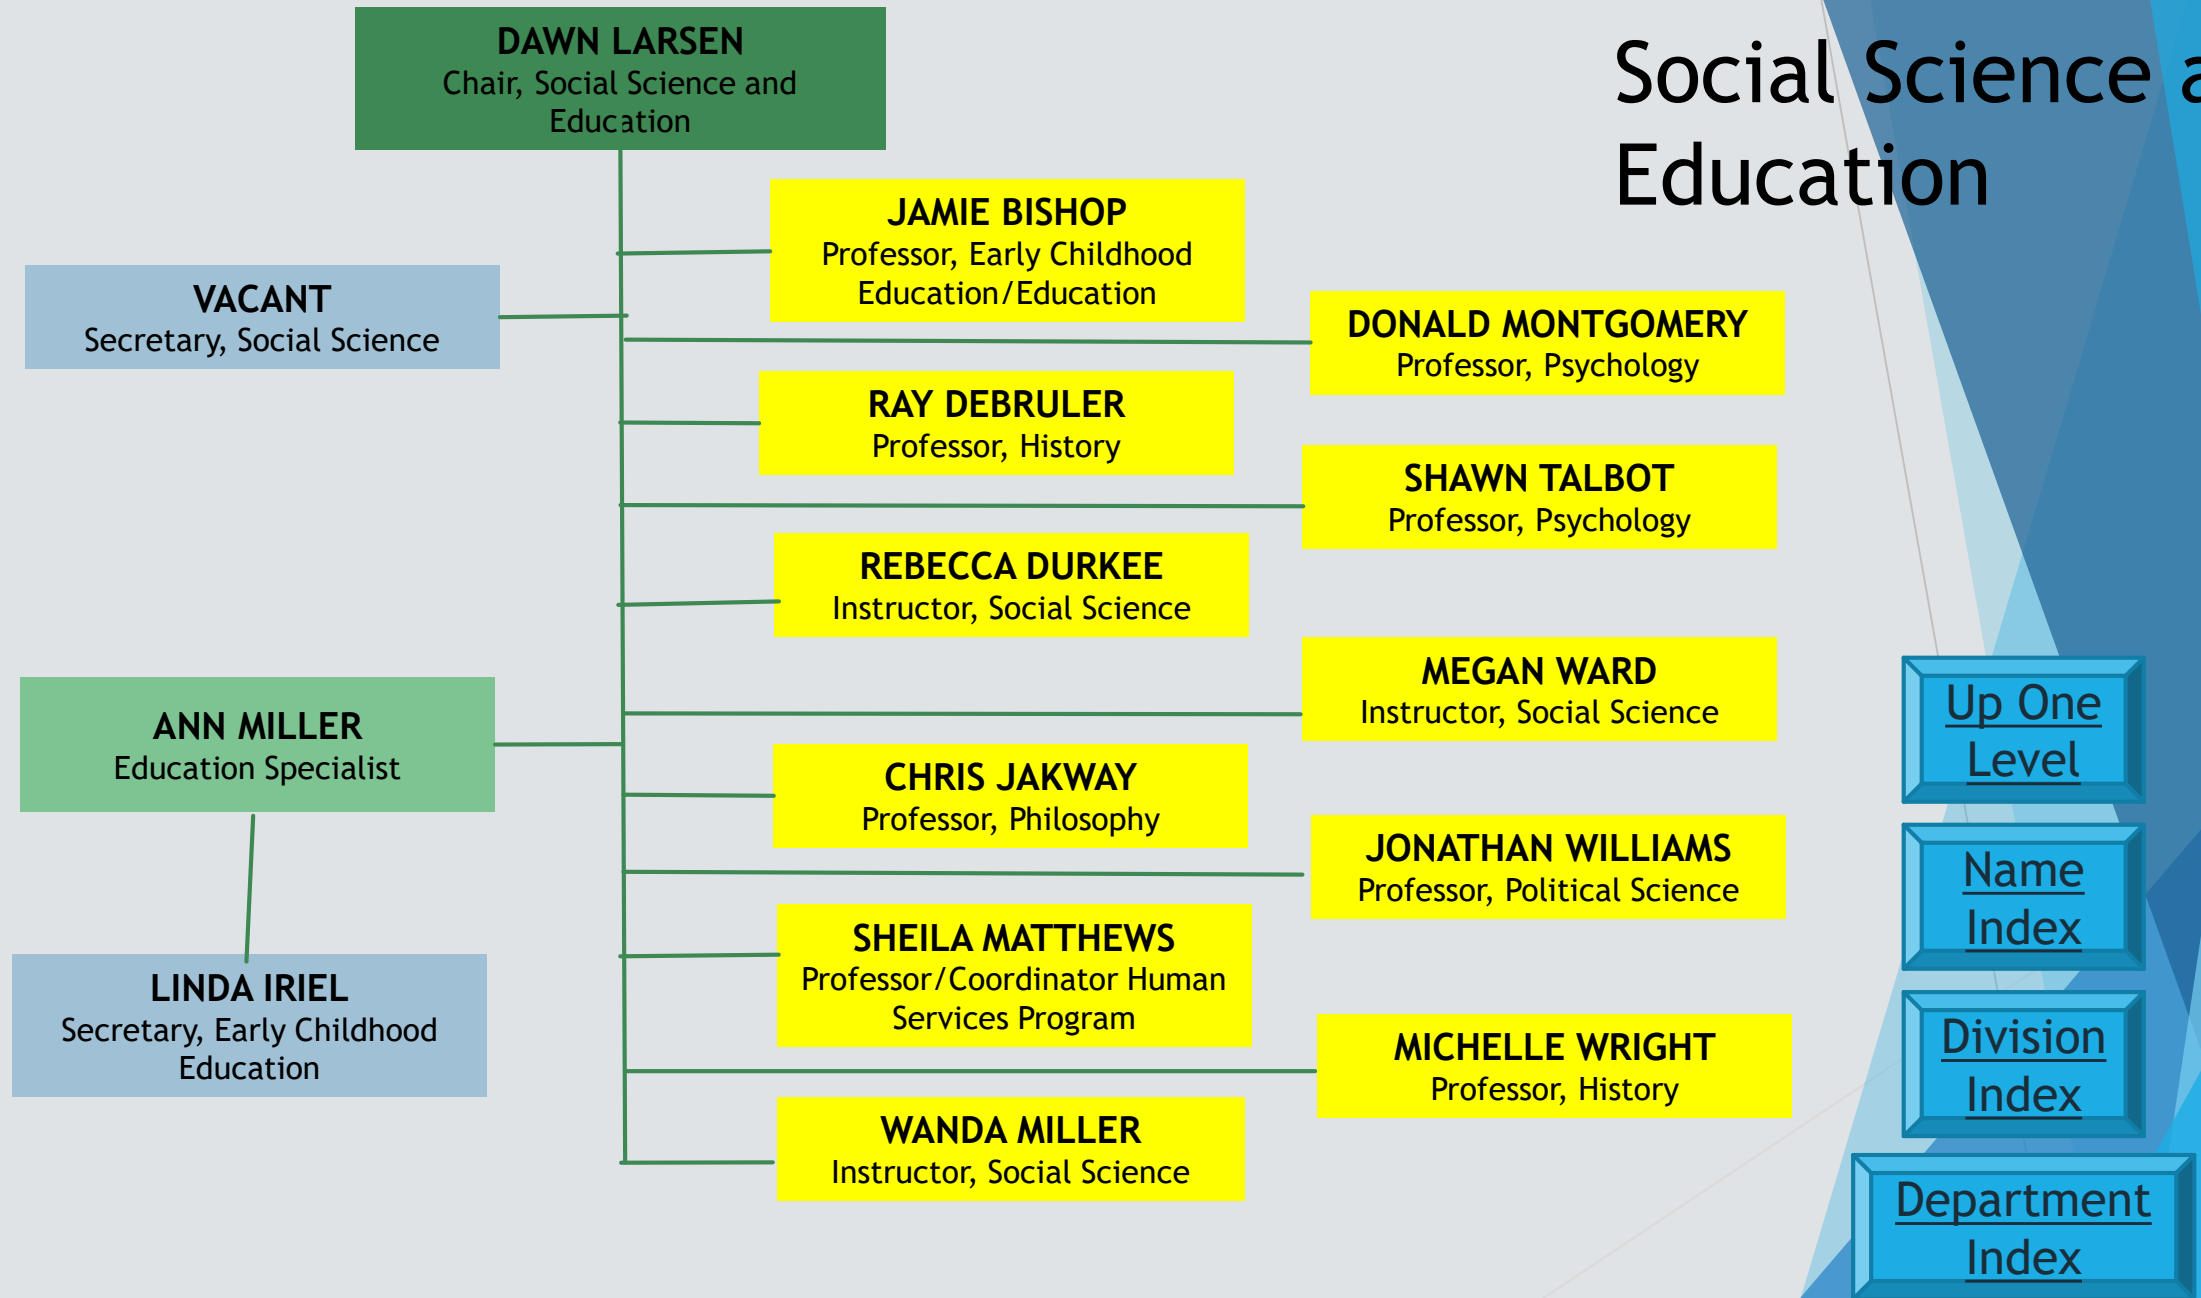 DAWN LARSEN
Chair, Social Science and
Education
Social Science a
Education
JAMIE BISHOP
Professor, Early Childhood
Education/Education
VACANT
Secretary, Social Science
DONALD MONTGOMERY
Professor, Psychology
RAY DEBRULER
Professor, History
SHAWN TALBOT
Professor, Psychology
REBECCA DURKEE
Instructor, Social Science
MEGAN WARD
Instructor, Social Science
ANN MILLER
Education Specialist
CHRIS JAKWAY
Professor, Philosophy
JONATHAN WILLIAMS
Professor, Political Science
SHEILA MATTHEWS
Professor/Coordinator Human
Services Program
LINDA IRIEL
Secretary, Early Childhood
Education
MICHELLE WRIGHT
Professor, History
WANDA MILLER
Instructor, Social Science
Up One
Level
Name
Index
Division
Index
Department
Index